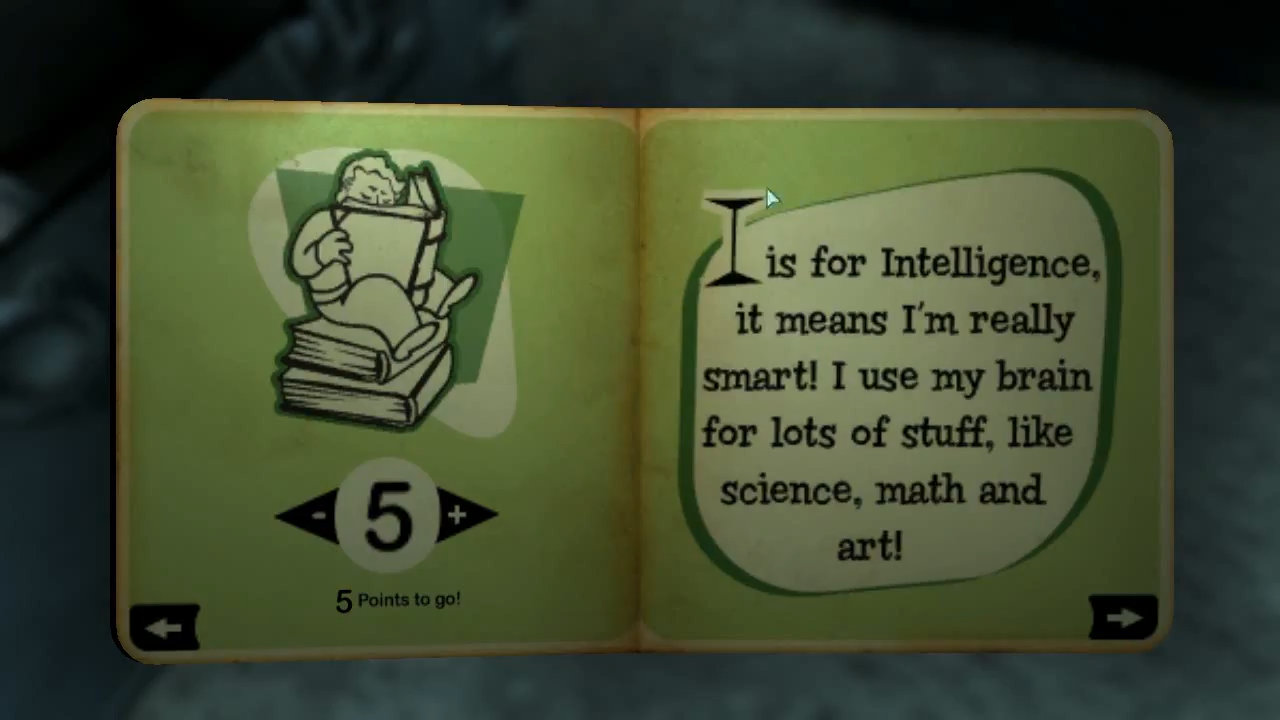 5
5 Points to go!
I is for Intelligence,
it means I'm really
smart! I use my brain
for lots of stuff, like
science, math and
art!